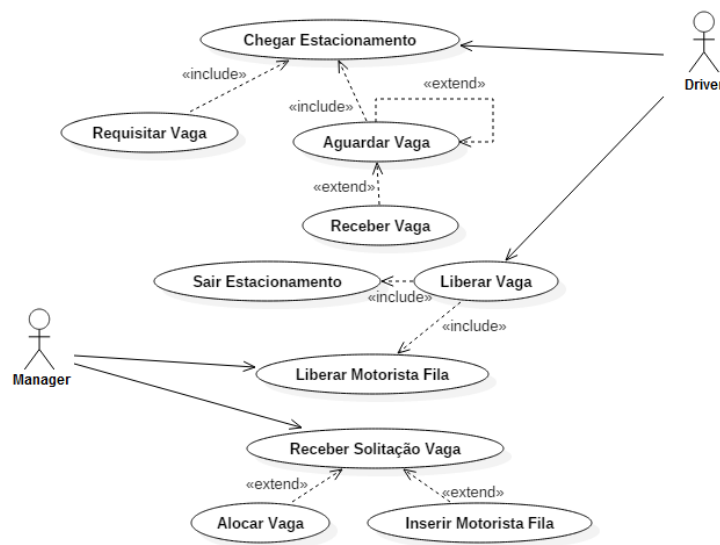 Chegar Estacionamento
«include»
«extend»
«include»
Driver
Requisitar Vaga
Aguardar Vaga
«extend»
Receber Vaga
Sair Estacionamento
Liberar Vaga
«include»
«include»
Manager
Liberar Motorista Fila
Receber Solitação Vaga
«extend»
«extend»
Alocar Vaga
Inserir Motorista Fila